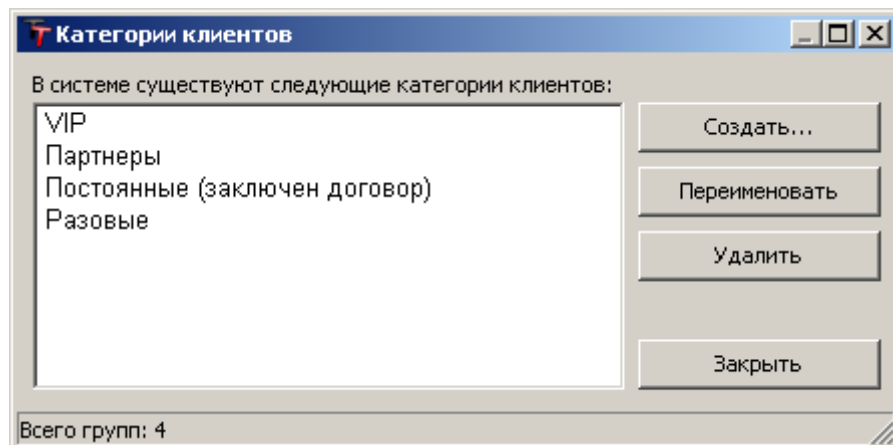 Категории клиентов
В системе существуют следующие категории клиентов:
VIP
Партнеры
Постоянные (заключен договор)
Разовые
Создать...
Переименовать
Удалить
Закрыть
Всего групп: 4